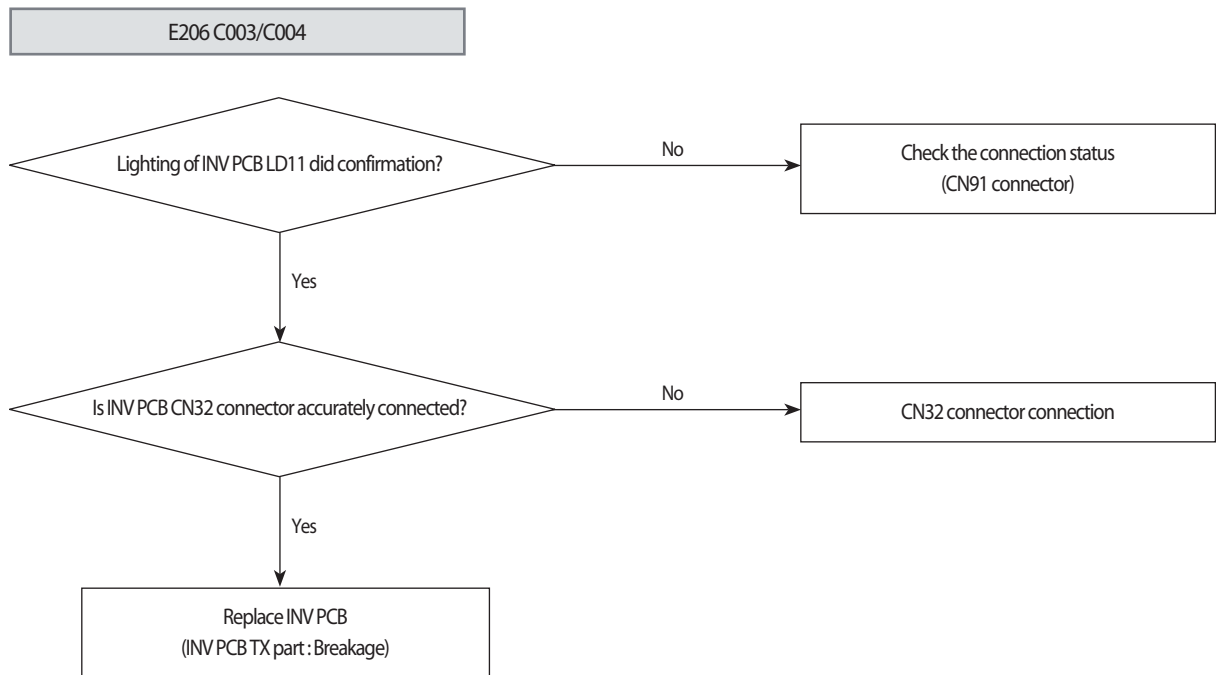 E206 C003/C004
Lighting of INV PCB LD11 did confirmation?
No
Check the connection status
(CN91 connector)
Yes
Is INV PCB CN32 connector accurately connected?
No
CN32 connector connection
Yes
Replace INV PCB
(INV PCB TX part : Breakage)